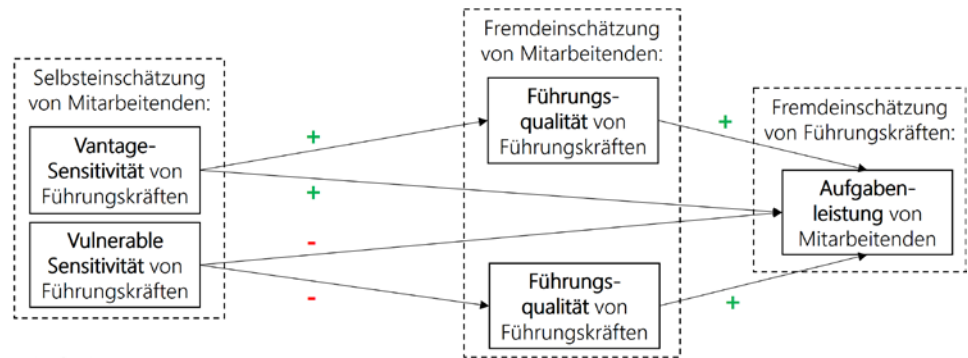 Selbsteinschätzung
von Mitarbeitenden:
Vantage-
Sensitivität von
Führungskräften
Vulnerable
Sensitivität von
Führungskräften
+
+
-
-
Fremdeinschätzung
von Mitarbeitenden:
Führungs-
qualität von
Führungskräften
Führungs-
qualität von
Führungskräften
+
+
Fremdeinschätzung
von Führungskräften:
Aufgaben-
leistung von
Mitarbeitenden